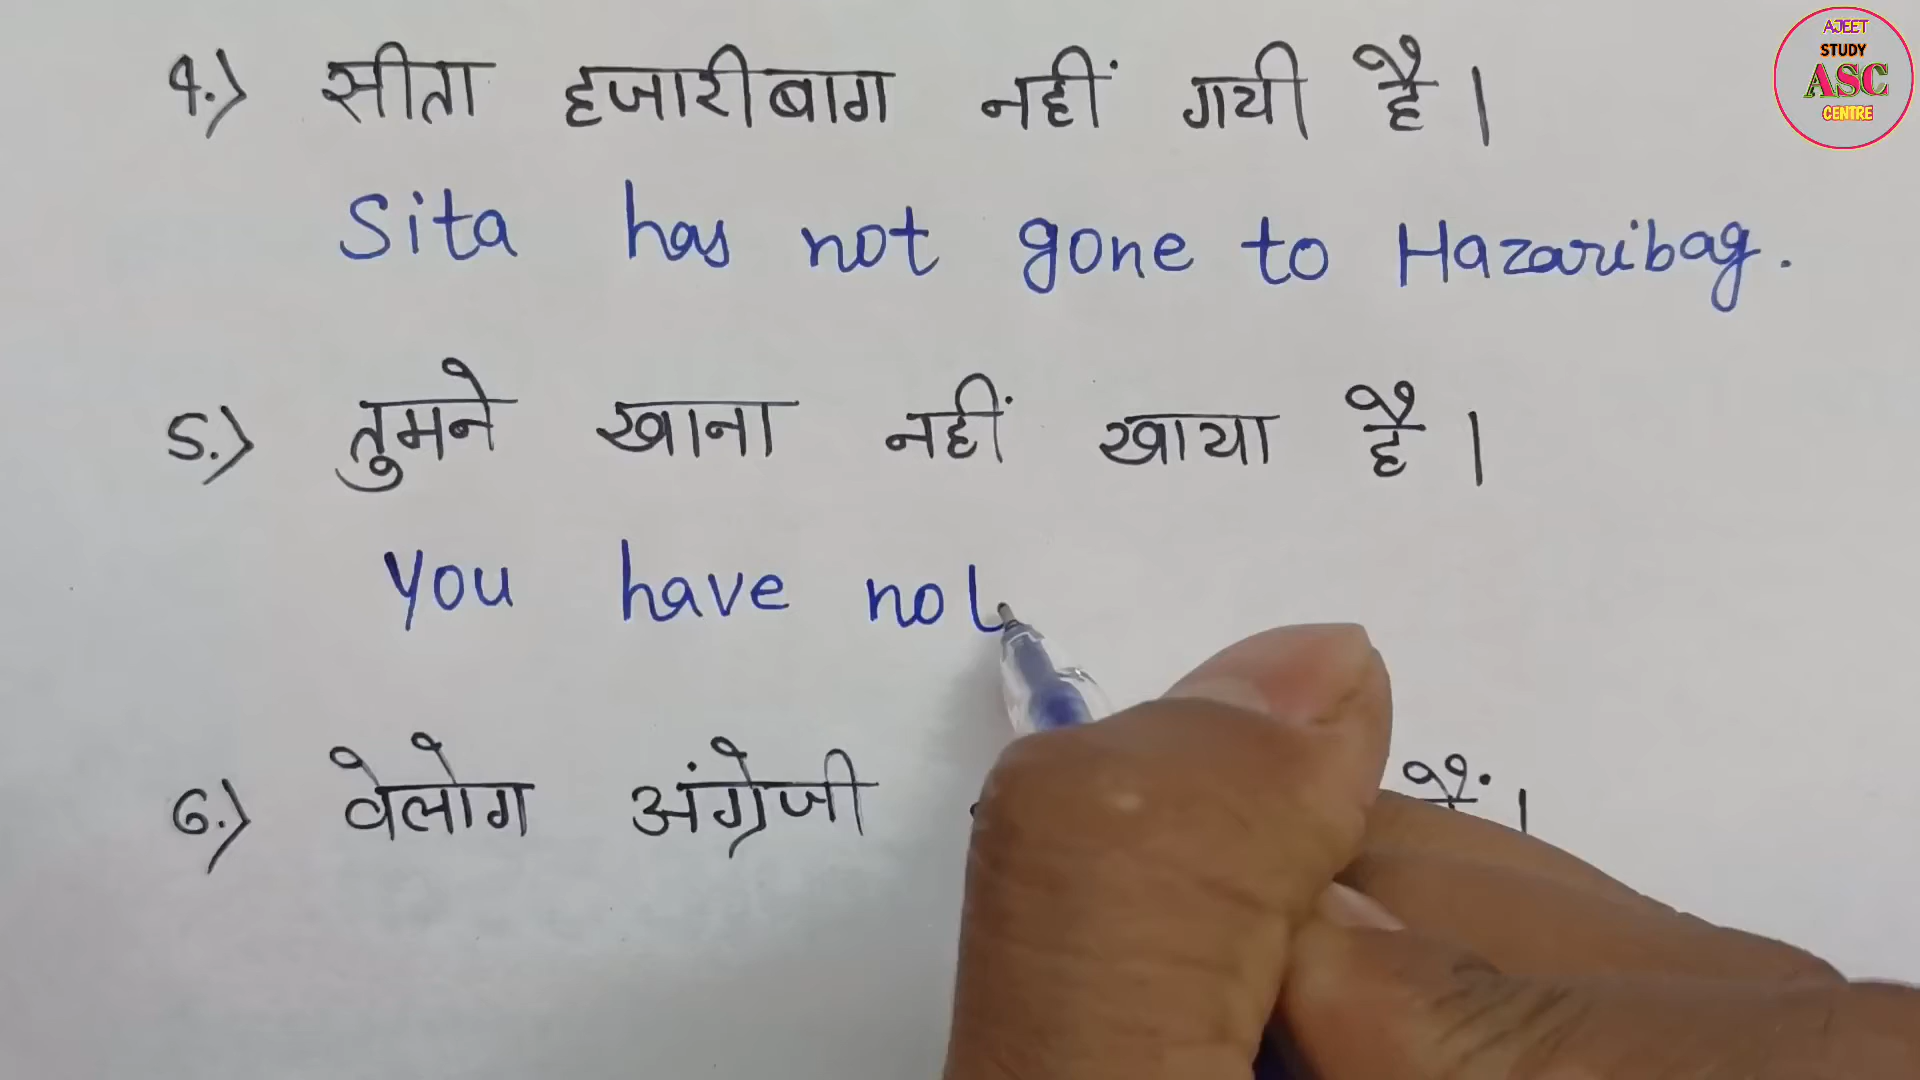 AJEET
STUDY
ASC
CENTRE
4.) सीता हजारीबाग नहीं गयी है।
Sita has not gone to Hazaribag.
5.) तुमने खाना नहीं खाया है।
You have not
6.) वेलोग अंग्रेजी